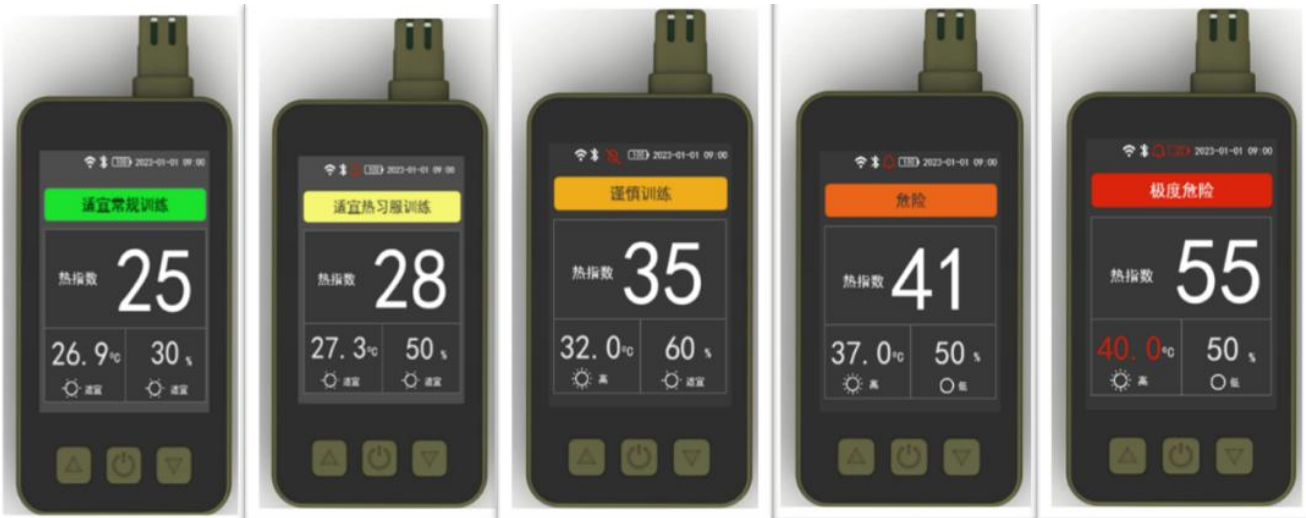 2023-01-01 09:00
适宜常规训练
热指数 25
26.9℃ 30 %
适宜 适宜
2023-01-01 09:00
适宜热习服训练
热指数 28
27.3℃ 50 %
适宜 适宜
2023-01-01 09:00
谨慎训练
热指数 35
32.0℃ 60 %
高 适宜
2023-01-01 09:00
危险
热指数 41
37.0℃ 50 %
高 低
2023-01-01 09:00
极度危险
热指数 55
40.0℃ 50 %
高 低